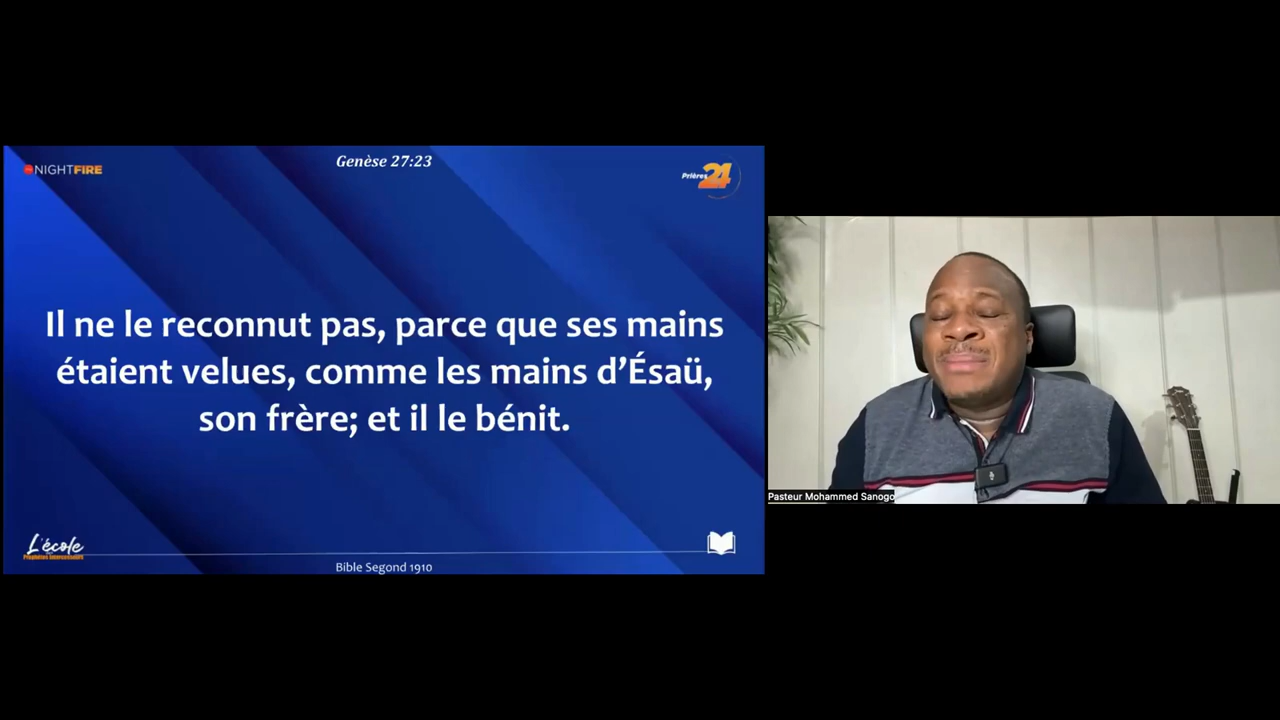 NIGHTFIRE
Genèse 27:23
Prières 24
Il ne le reconnut pas, parce que ses mains
étaient velues, comme les mains d’Ésaü,
son frère; et il le bénit.
Pasteur Mohammed Sanogo
L'école
Bible Segond 1910